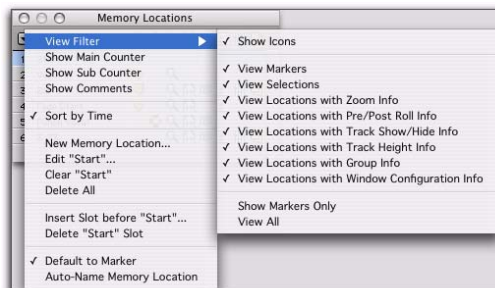 Memory Locations
View Filter
Show Main Counter
Show Sub Counter
Show Comments
✓ Sort by Time
New Memory Location...
Edit "Start"...
Clear "Start"
Delete All
Insert Slot before "Start"...
Delete "Start" Slot
✓ Default to Marker
Auto-Name Memory Location
✓ Show Icons
✓ View Markers
✓ View Selections
✓ View Locations with Zoom Info
✓ View Locations with Pre/Post Roll Info
✓ View Locations with Track Show/Hide Info
✓ View Locations with Track Height Info
✓ View Locations with Group Info
✓ View Locations with Window Configuration Info
Show Markers Only
View All